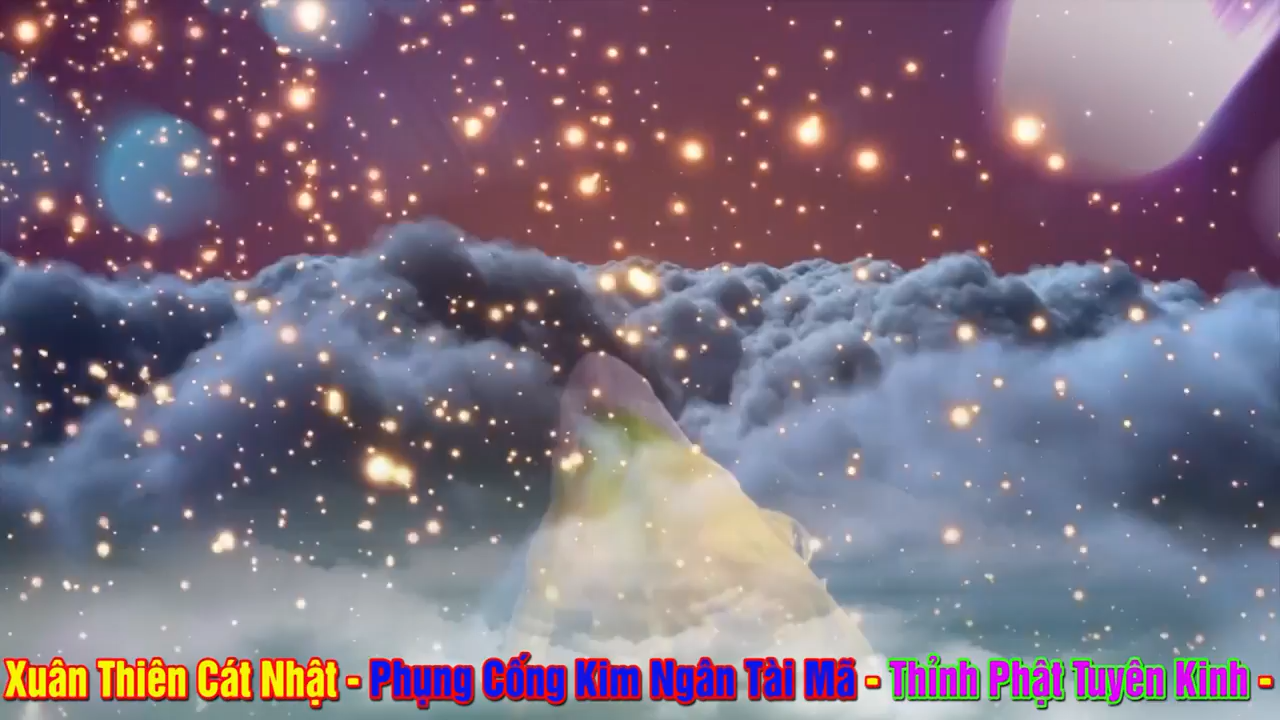 Xuân Thiên Cát Nhật - Phụng Cống Kim Ngân Tài Mã - Thỉnh Phật Tuyên Kinh -